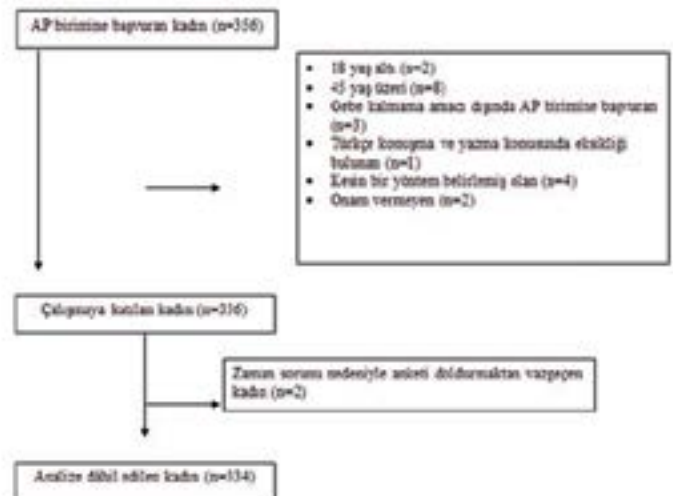 AP birimine başvuran kadın (n=356)
• 18 yaş altı (n=2)
• 45 yaş üzeri (n=8)
• Gebe kalmama amacı dışında AP birimine başvuran
(n=3)
• Türkçe konuşma ve yazma konusunda eksikliği
bulunan (n=1)
• Kesin bir yöntem belirlemiş olan (n=4)
• Onam vermeyen (n=2)
Çalışmaya katılan kadın (n=336)
Zaman sorunu nedeniyle anketi doldurmaktan vazgeçen
kadın (n=2)
Analize dâhil edilen kadın (n=334)